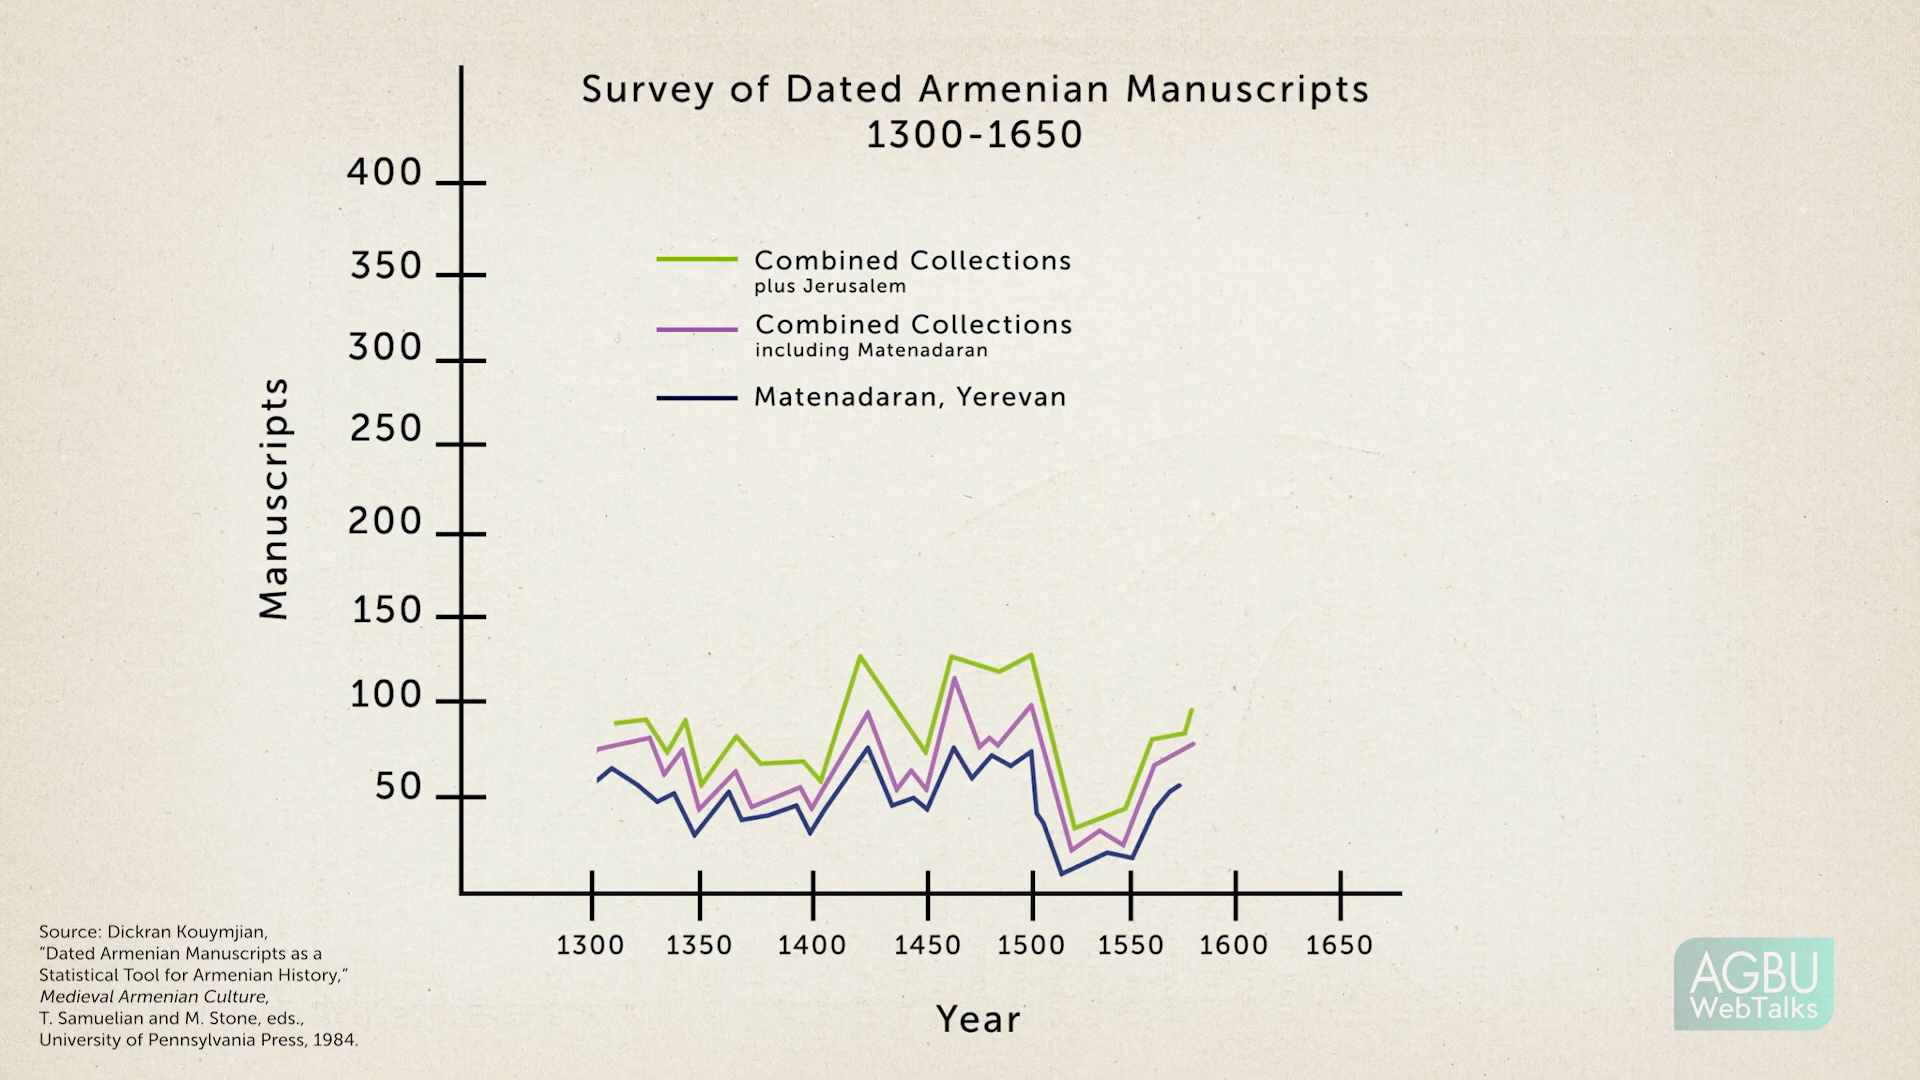 Survey of Dated Armenian Manuscripts
1300-1650
400
350
300
250
200
150
100
50
Manuscripts
Combined Collections
plus Jerusalem
Combined Collections
including Matenadaran
Matenadaran, Yerevan
1300 1350 1400 1450 1500 1550 1600 1650
Year
Source: Dickran Kouymjian,
"Dated Armenian Manuscripts as a
Statistical Tool for Armenian History,"
Medieval Armenian Culture,
T. Samuelian and M. Stone, eds.,
University of Pennsylvania Press, 1984.
AGBU
WebTalks